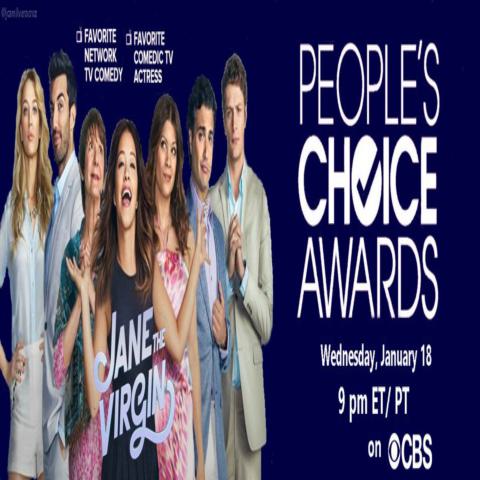 @jamilverzona
FAVORITE
NETWORK
TV COMEDY
FAVORITE
COMEDIC TV
ACTRESS
PEOPLE'S
CHOICE
AWARDS
JANE
THE
VIRGIN
Wednesday, January 18
9 pm ET/ PT
on CBS